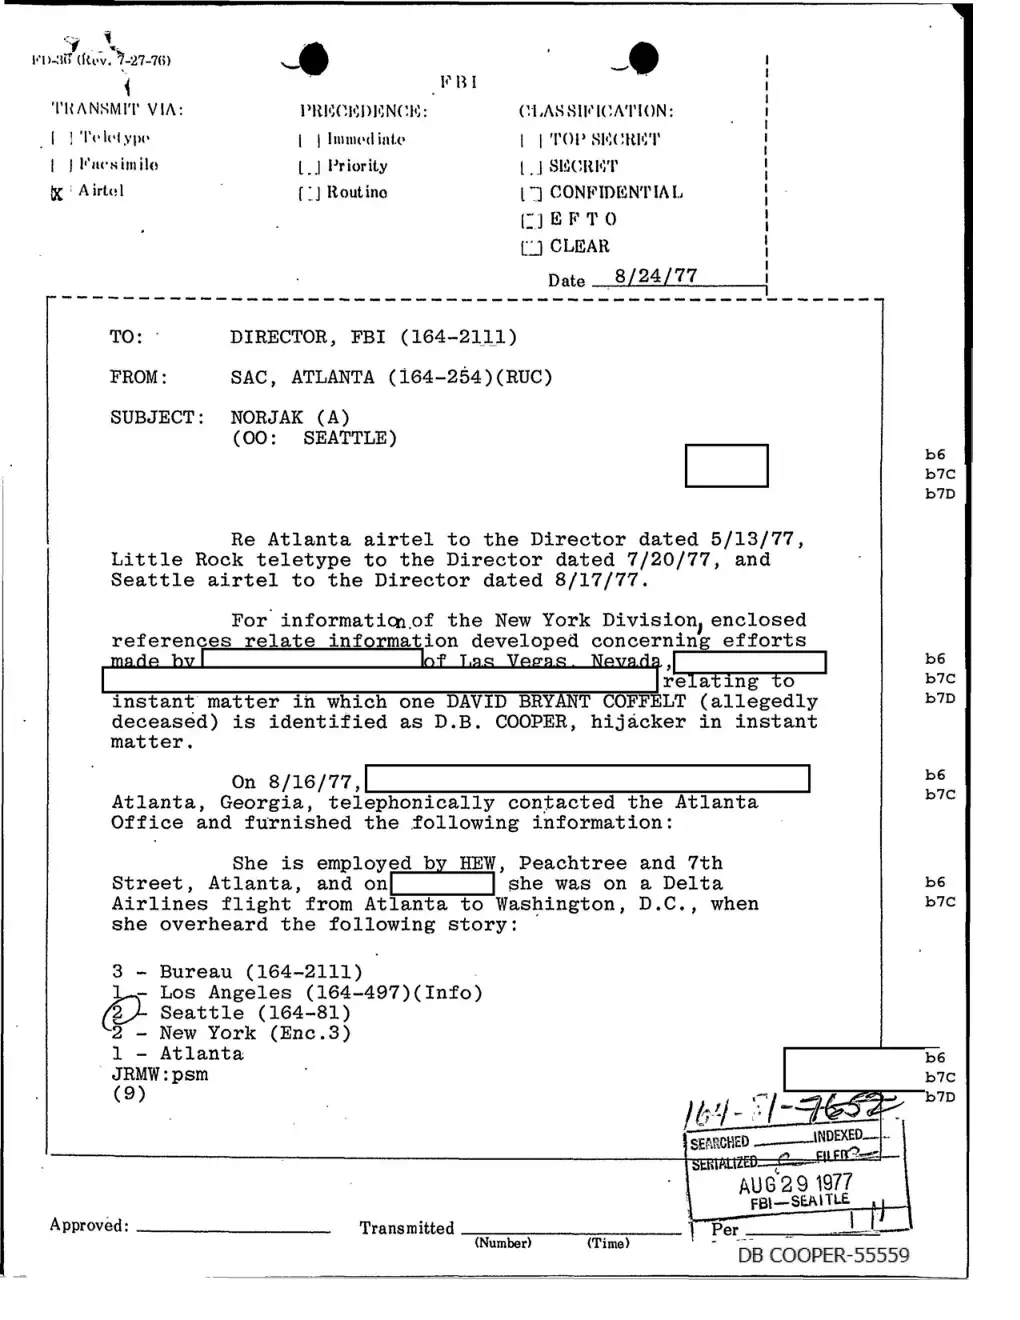 FD-36 (Rev. 7-27-76)
FBI
TRANSMIT VIA: PRECEDENCE: CLASSIFICATION:
[ ] Teletype [ ] Immediate [ ] TOP SECRET
[ ] Facsimile [ ] Priority [ ] SECRET
[X] Airtel [ ] Routine [ ] CONFIDENTIAL
[ ] E F T O
[ ] CLEAR
Date 8/24/77
TO: DIRECTOR, FBI (164-2111)
FROM: SAC, ATLANTA (164-254)(RUC)
SUBJECT: NORJAK (A)
(OO: SEATTLE)
b6
b7C
b7D
Re Atlanta airtel to the Director dated 5/13/77,
Little Rock teletype to the Director dated 7/20/77, and
Seattle airtel to the Director dated 8/17/77.
For information of the New York Division, enclosed
references relate information developed concerning efforts
made by of Las Vegas, Nevada,
relating to
instant matter in which one DAVID BRYANT COFFELT (allegedly
deceased) is identified as D.B. COOPER, hijacker in instant
matter.
b6
b7C
b7D
On 8/16/77,
Atlanta, Georgia, telephonically contacted the Atlanta
Office and furnished the following information:
b6
b7C
She is employed by HEW, Peachtree and 7th
Street, Atlanta, and on she was on a Delta
Airlines flight from Atlanta to Washington, D.C., when
she overheard the following story:
b6
b7C
3 - Bureau (164-2111)
1 - Los Angeles (164-497)(Info)
2 - Seattle (164-81)
2 - New York (Enc.3)
1 - Atlanta
JRMW:psm
(9)
b6
b7C
b7D
164-81-7652
SEARCHED INDEXED
SERIALIZED FILED
AUG 29 1977
FBI—SEATTLE
Approved: Transmitted Per
(Number) (Time)
DB COOPER-55559